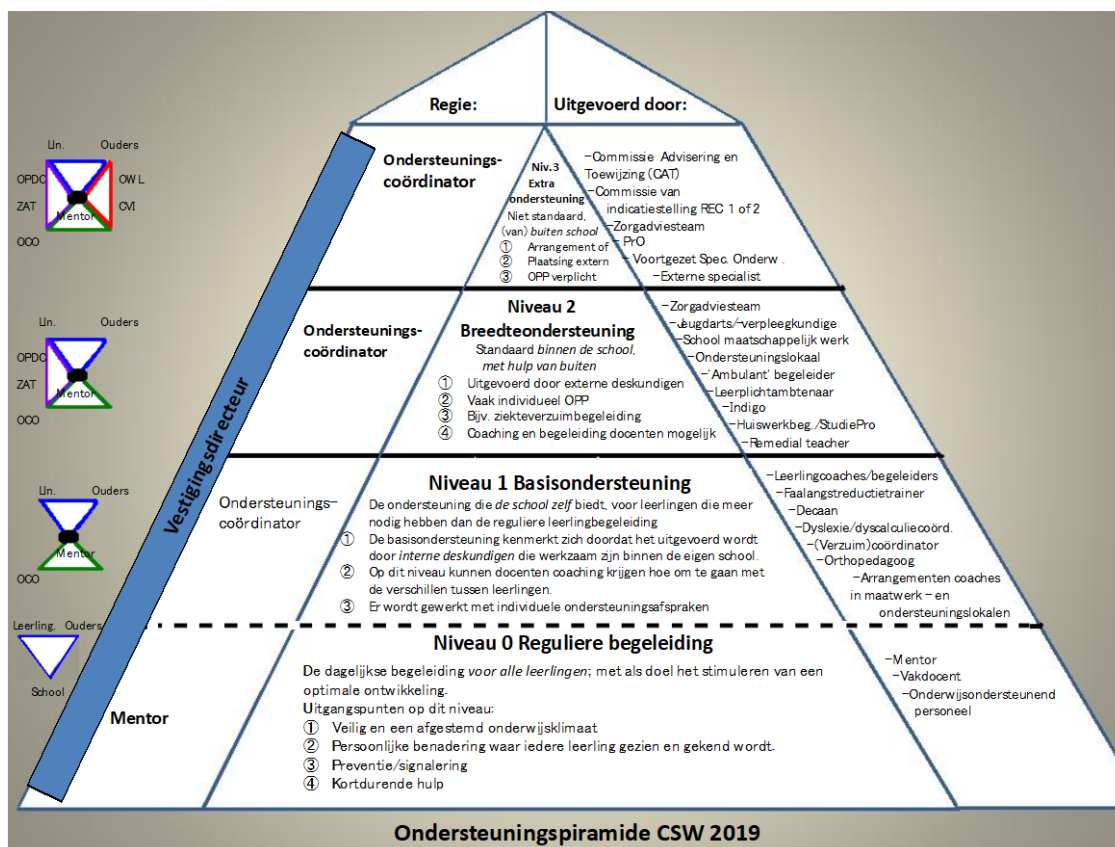 Regie:
Uitgevoerd door:
Lln. Ouders
OPDC OWL
ZAT CVI
Mentor
OCO
Ondersteunings-
coördinator
Niv.3
Extra
ondersteuning
Niet standaard,
(van) buiten school
① Arrangement of
② Plaatsing extern
③ OPP verplicht
-Commissie Advisering en
Toewijzing (CAT)
-Commissie van
indicatiestelling REC 1 of 2
-Zorgadviesteam
- PrO
- Voortgezet Spec. Onderw .
-Externe specialist
Lln. Ouders
OPDC
ZAT
Mentor
OCO
Ondersteunings-
coördinator
Niveau 2
Breedteondersteuning
Standaard binnen de school,
met hulp van buiten
① Uitgevoerd door externe deskundigen
② Vaak individueel OPP
③ Bijv. ziekteverzuimbegeleiding
④ Coaching en begeleiding docenten mogelijk
-Zorgadviesteam
-Jeugdarts/-verpleegkundige
-School maatschappelijk werk
-Ondersteuningslokaal
-'Ambulant' begeleider
-Leerplichtambtenaar
-Indigo
-Huiswerkbeg./StudiePro
-Remedial teacher
Vestigingsdirecteur
Lln. Ouders
Mentor
OCO
Ondersteunings-
coördinator
Niveau 1 Basisondersteuning
De ondersteuning die de school zelf biedt, voor leerlingen die meer
nodig hebben dan de reguliere leerlingbegeleiding
① De basisondersteuning kenmerkt zich doordat het uitgevoerd wordt
door interne deskundigen die werkzaam zijn binnen de eigen school.
② Op dit niveau kunnen docenten coaching krijgen hoe om te gaan met
de verschillen tussen leerlingen.
③ Er wordt gewerkt met individuele ondersteuningsafspraken
-Leerlingcoaches/begeleiders
-Faalangstreductietrainer
-Decaan
-Dyslexie/dyscalculiecoörd.
-(Verzuim)coördinator
-Orthopedagoog
-Arrangementen coaches
in maatwerk - en
ondersteuningslokalen
Leerling. Ouders
School
Mentor
Niveau 0 Reguliere begeleiding
De dagelijkse begeleiding voor alle leerlingen; met als doel het stimuleren van een
optimale ontwikkeling.
Uitgangspunten op dit niveau:
① Veilig en een afgestemd onderwijsklimaat
② Persoonlijke benadering waar iedere leerling gezien en gekend wordt.
③ Preventie/signalering
④ Kortdurende hulp
-Mentor
-Vakdocent
-Onderwijsondersteunend
personeel
Ondersteuningspiramide CSW 2019